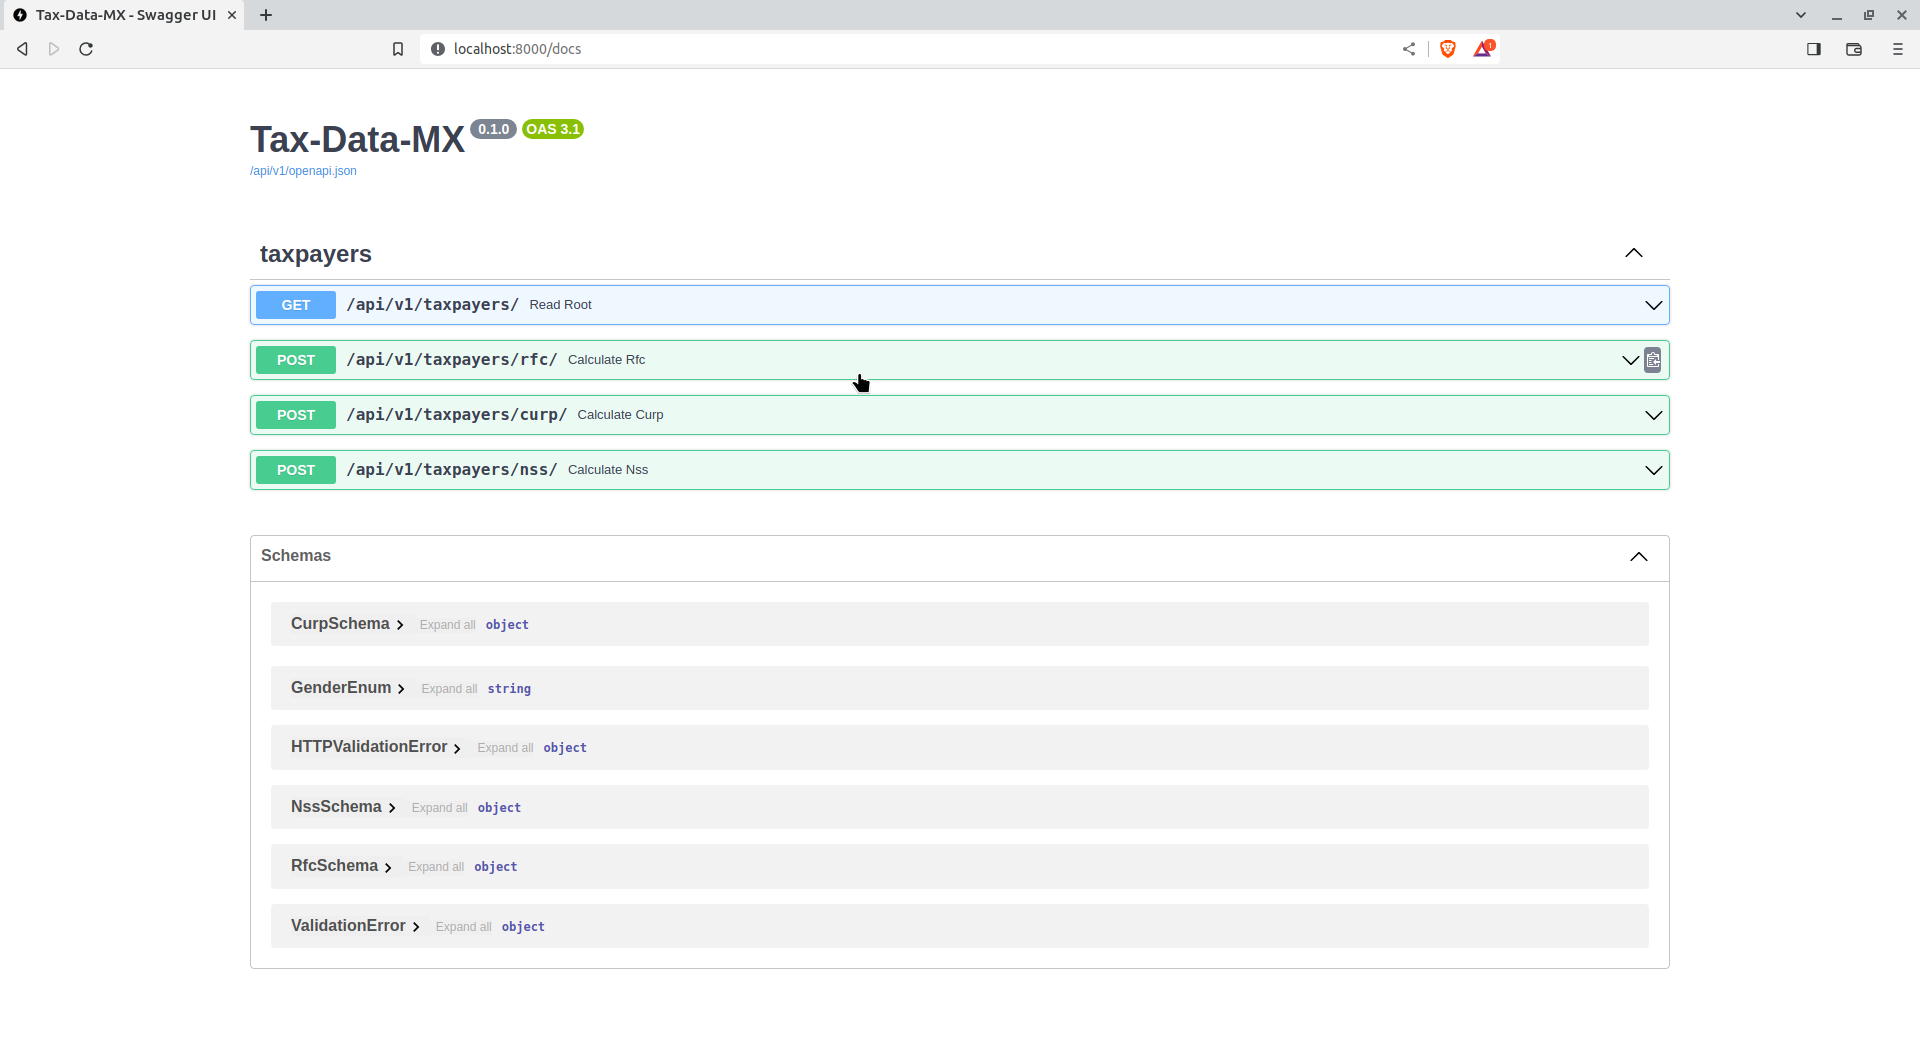 Tax-Data-MX - Swagger UI
localhost:8000/docs
1
Tax-Data-MX 0.1.0 OAS 3.1
/api/v1/openapi.json
taxpayers
GET /api/v1/taxpayers/ Read Root
POST /api/v1/taxpayers/rfc/ Calculate Rfc
POST /api/v1/taxpayers/curp/ Calculate Curp
POST /api/v1/taxpayers/nss/ Calculate Nss
Schemas
CurpSchema Expand all object
GenderEnum Expand all string
HTTPValidationError Expand all object
NssSchema Expand all object
RfcSchema Expand all object
ValidationError Expand all object